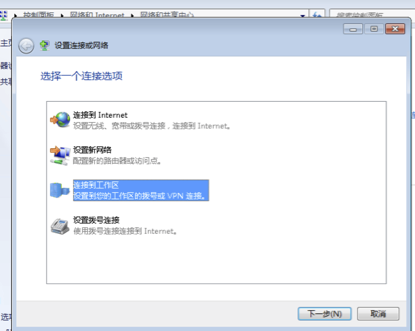 控制面板 ▸ 网络和 Internet ▸ 网络和共享中心
搜索控制面板
主页
设置连接或网络
选择一个连接选项
连接到 Internet
设置无线、宽带或拨号连接，连接到 Internet。
设置新网络
配置新的路由器或访问点。
连接到工作区
设置到您的工作区的拨号或 VPN 连接。
设置拨号连接
使用拨号连接连接到 Internet。
下一步(N)
取消